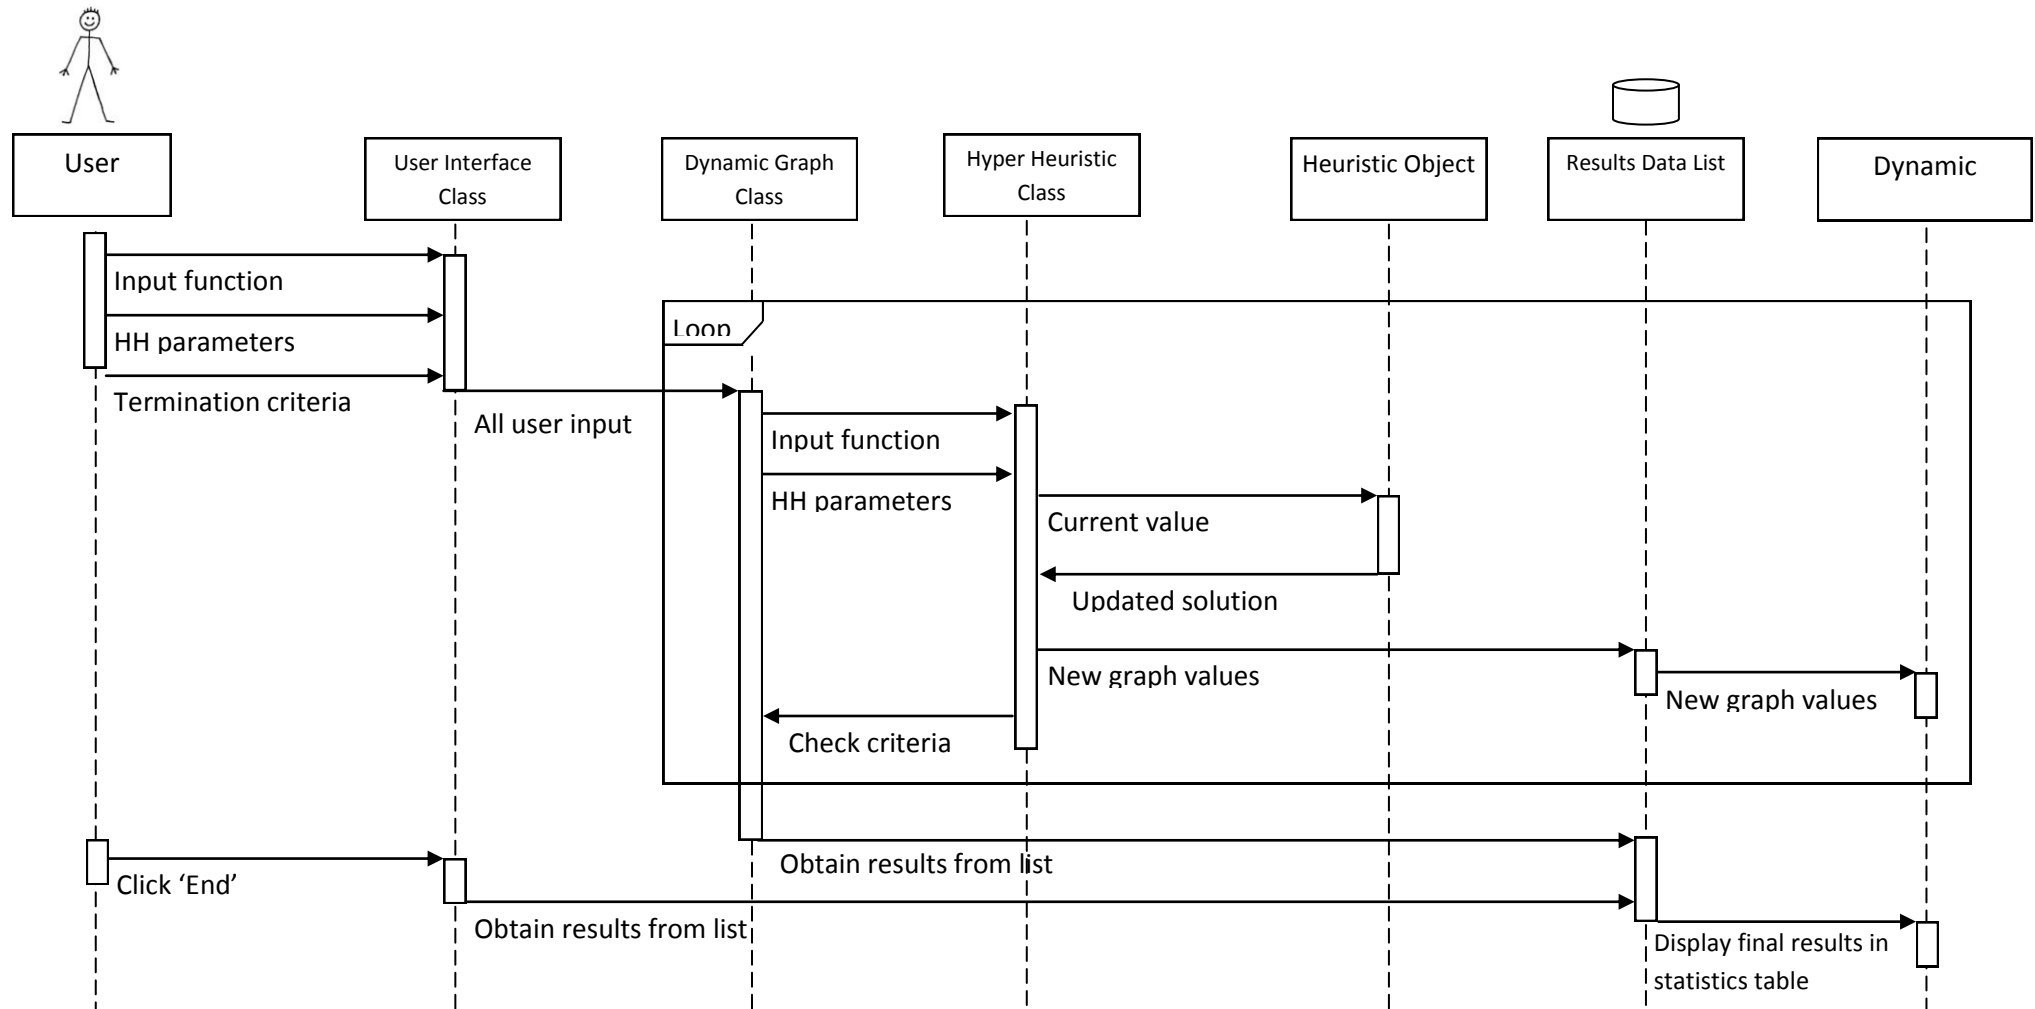 User
User Interface
Class
Dynamic Graph
Class
Hyper Heuristic
Class
Heuristic Object
Results Data List
Dynamic
Input function
HH parameters
Termination criteria
Loop
All user input
Input function
HH parameters
Current value
Updated solution
New graph values
New graph values
Check criteria
Obtain results from list
Click ‘End’
Obtain results from list
Display final results in
statistics table